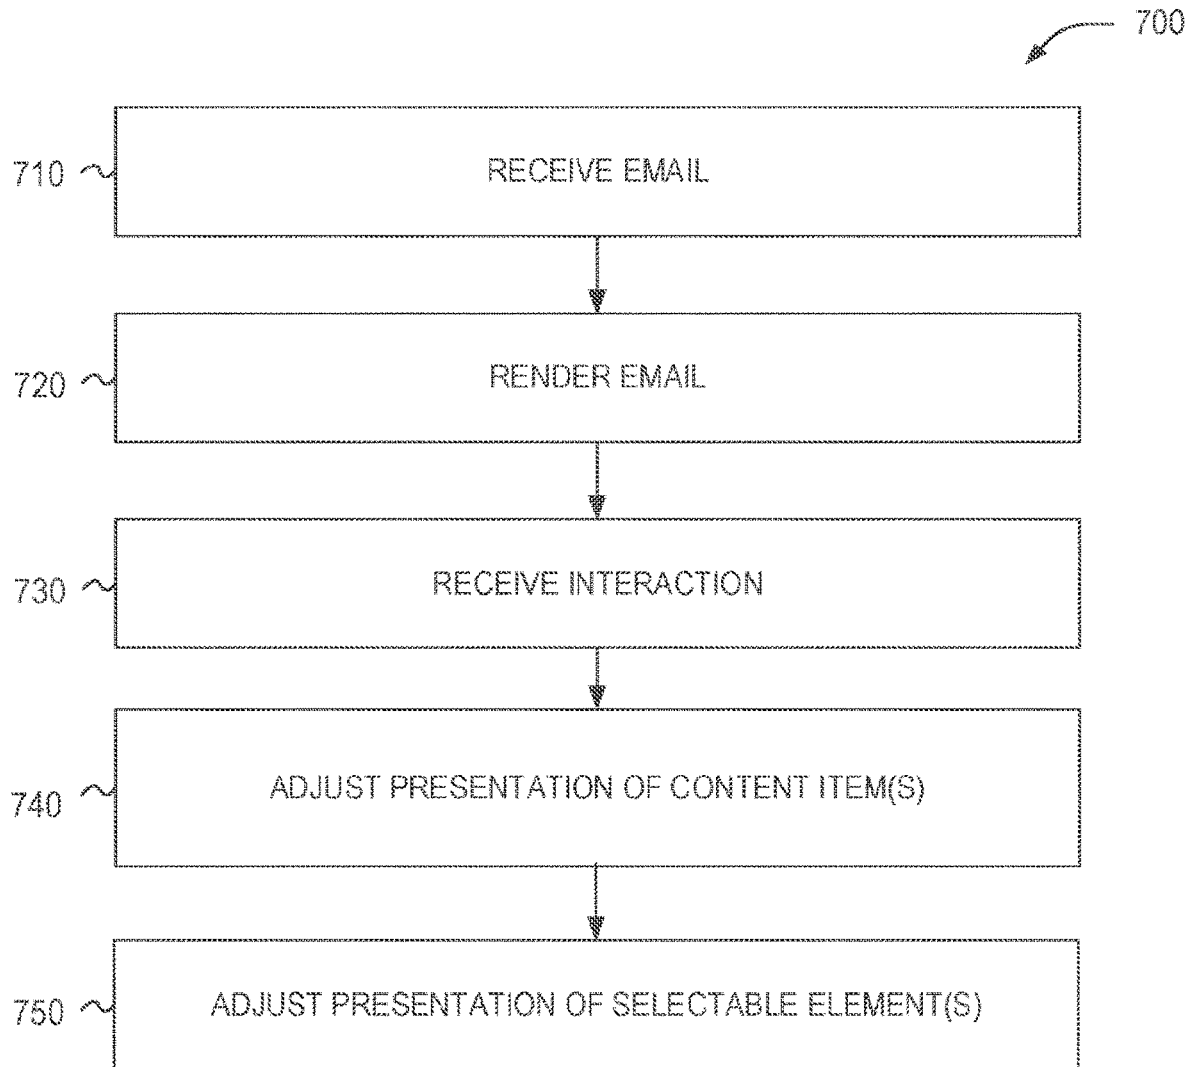 700
710
RECEIVE EMAIL
720
RENDER EMAIL
730
RECEIVE INTERACTION
740
ADJUST PRESENTATION OF CONTENT ITEM(S)
750
ADJUST PRESENTATION OF SELECTABLE ELEMENT(S)